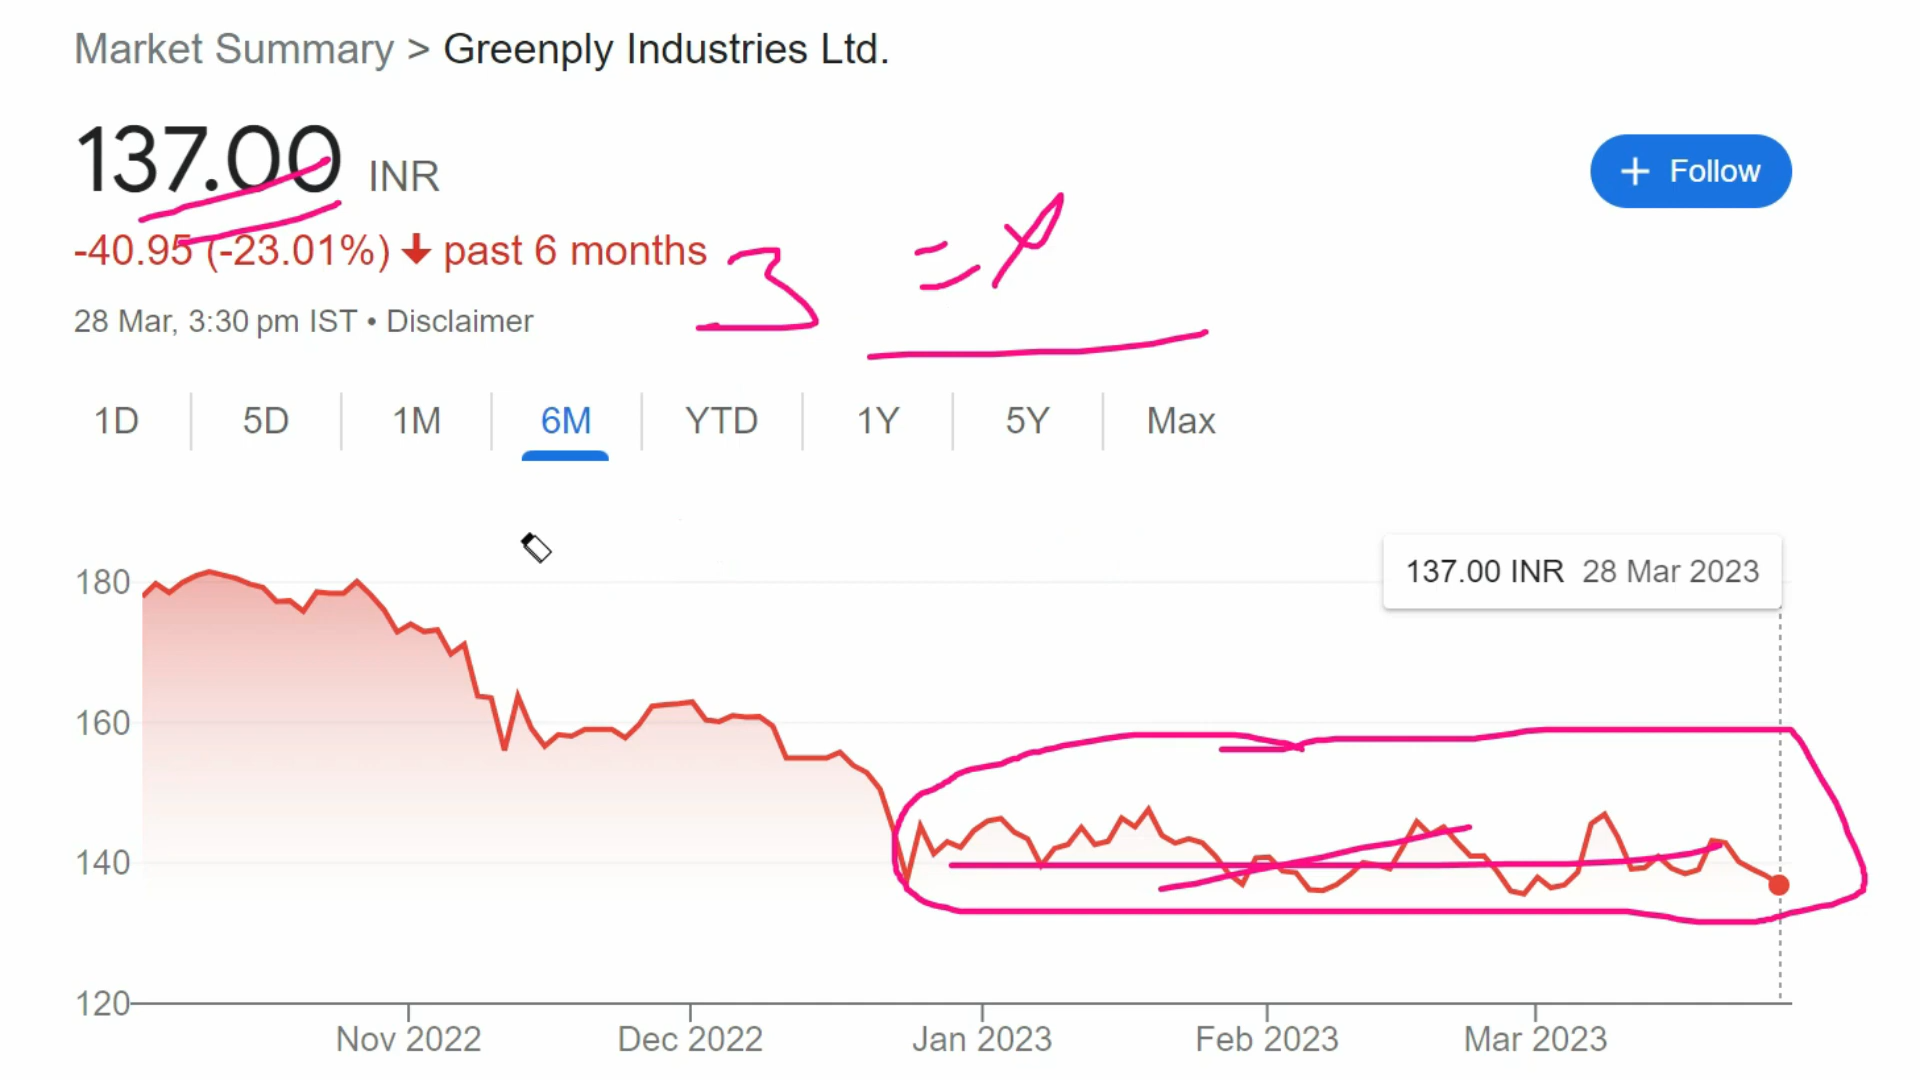 Market Summary > Greenply Industries Ltd.
137.00 INR
+ Follow
-40.95 (-23.01%) ↓ past 6 months
3 =
28 Mar, 3:30 pm IST • Disclaimer
1D 5D 1M 6M YTD 1Y 5Y Max
137.00 INR 28 Mar 2023
180
160
140
120
Nov 2022 Dec 2022 Jan 2023 Feb 2023 Mar 2023